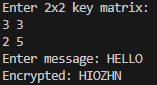 Enter 2x2 key matrix:
3 3
2 5
Enter message: HELLO
Encrypted: HIOZHN